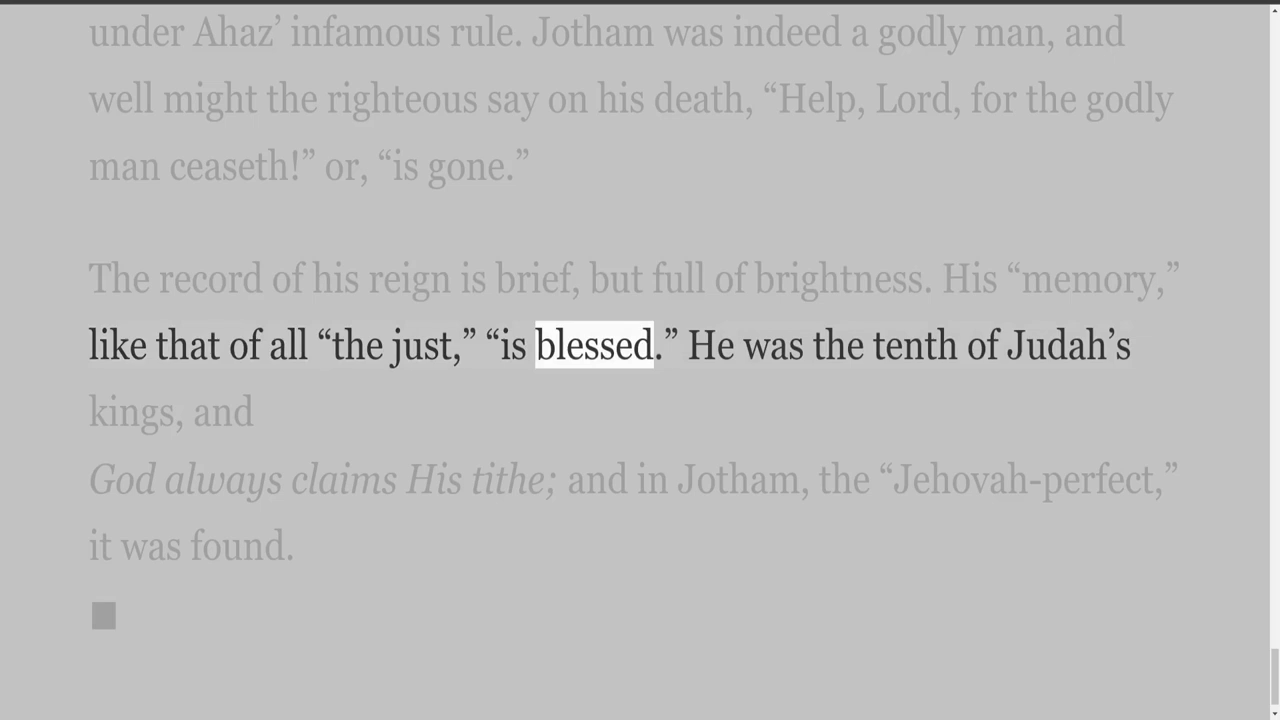 under Ahaz’ infamous rule. Jotham was indeed a godly man, and
well might the righteous say on his death, “Help, Lord, for the godly
man ceaseth!” or, “is gone.”
The record of his reign is brief, but full of brightness. His “memory,”
like that of all “the just,” “is blessed.” He was the tenth of Judah’s
kings, and
God always claims His tithe; and in Jotham, the “Jehovah-perfect,”
it was found.